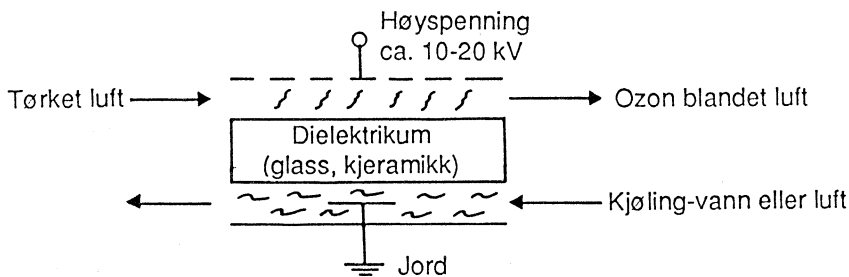 Høyspenning
ca. 10-20 kV
Tørket luft
Ozon blandet luft
Dielektrikum
(glass, kjeramikk)
Kjøling-vann eller luft
Jord